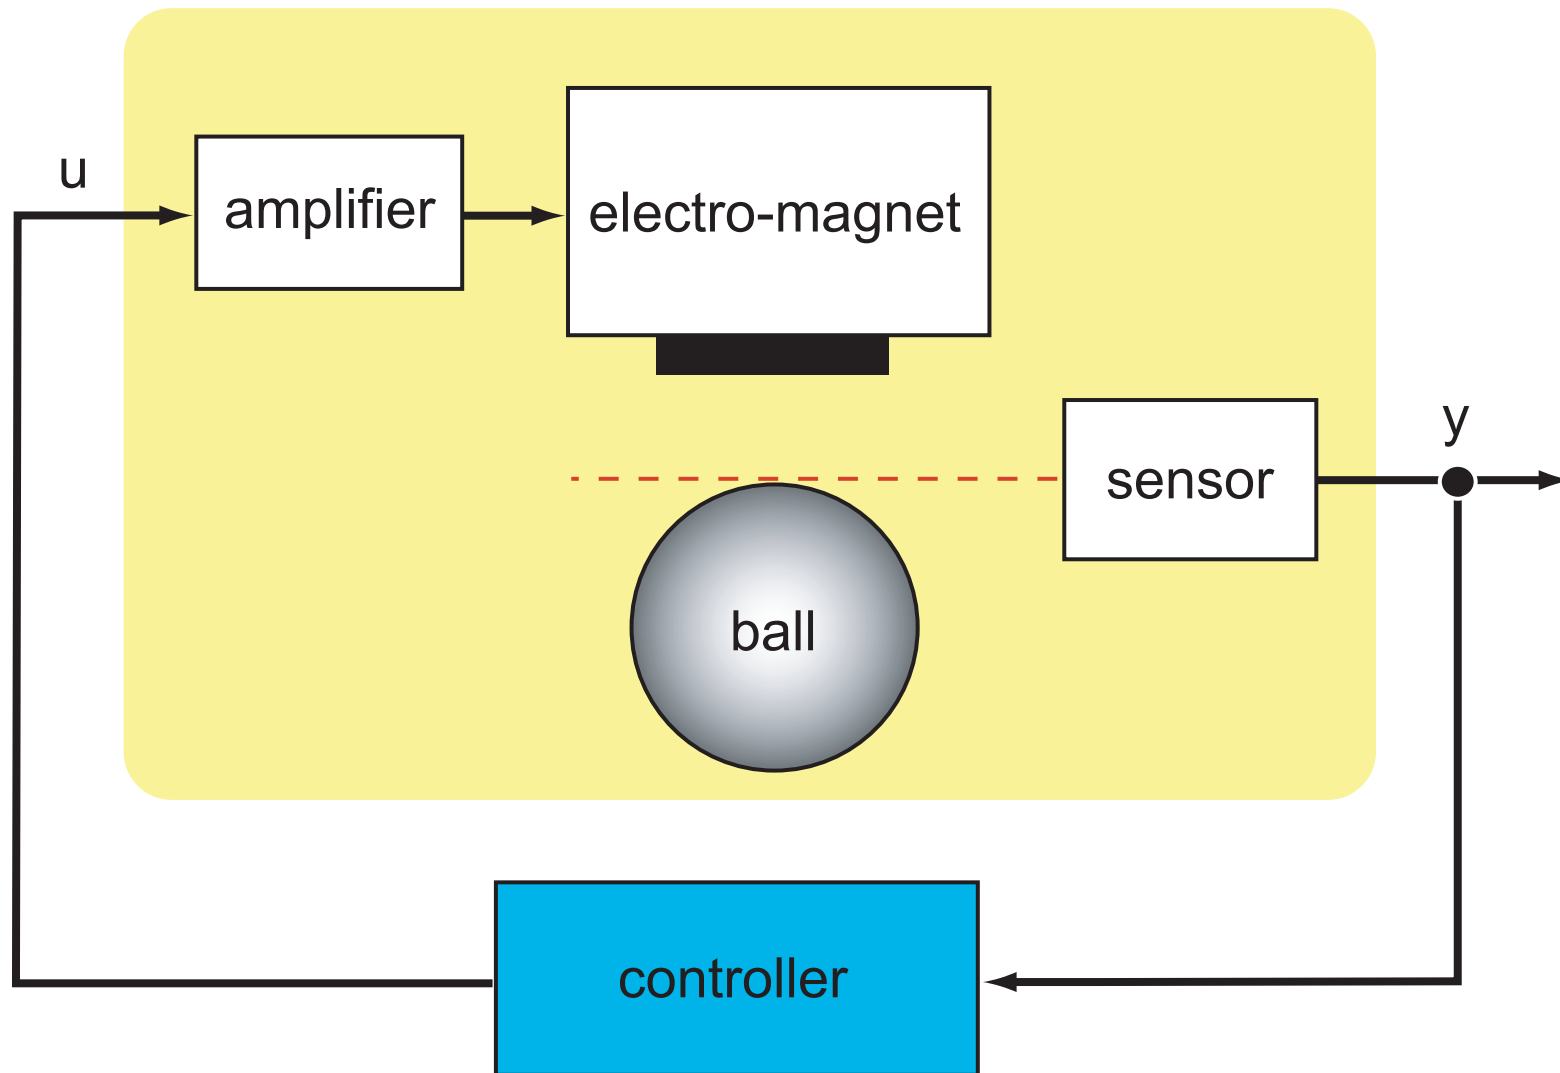 u
amplifier
electro-magnet
y
sensor
ball
controller